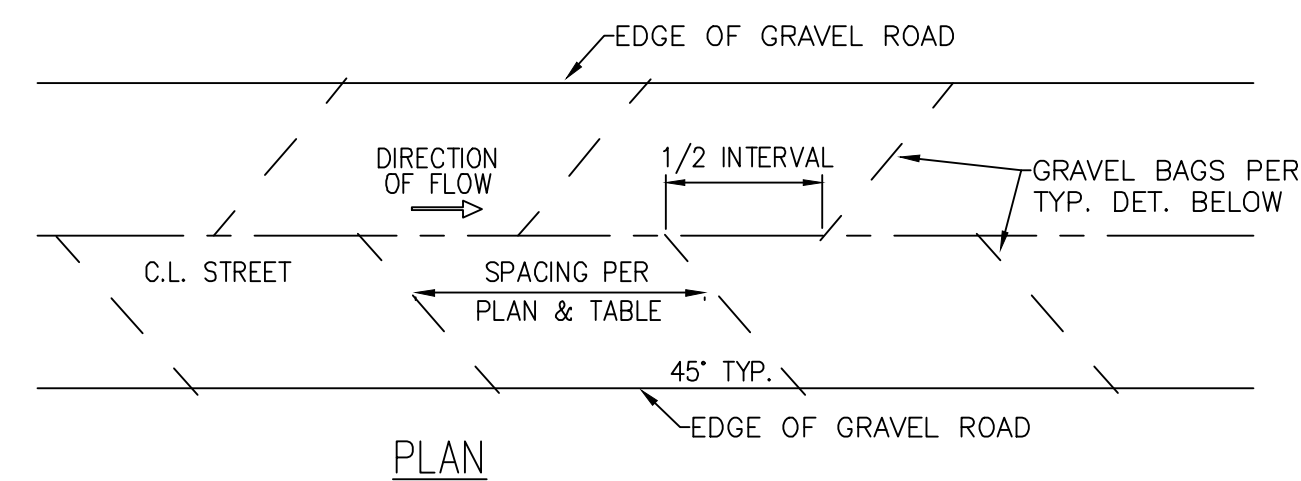 EDGE OF GRAVEL ROAD
DIRECTION
OF FLOW
1/2 INTERVAL
GRAVEL BAGS PER
TYP. DET. BELOW
C.L. STREET
SPACING PER
PLAN & TABLE
45° TYP.
EDGE OF GRAVEL ROAD
PLAN